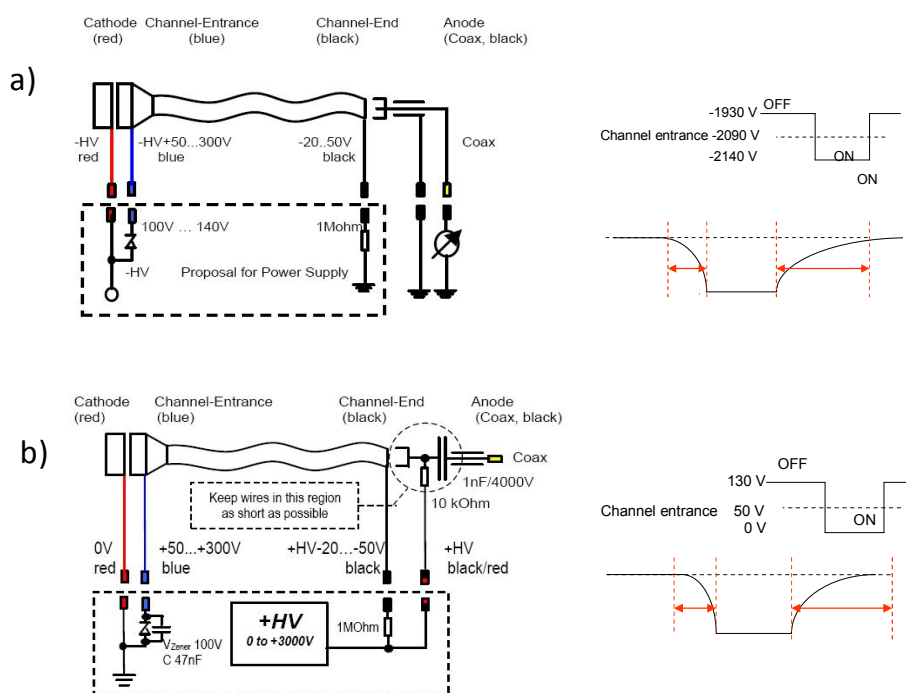 Cathode Channel-Entrance Channel-End Anode
(red) (blue) (black) (Coax, black)
a)
-HV
red
-HV+50...300V
blue
-20..50V
black
Coax
100V ... 140V
1Mohm
-HV
Proposal for Power Supply
-1930 V
OFF
Channel entrance -2090 V
-2140 V
ON
ON
Cathode Channel-Entrance Channel-End Anode
(red) (blue) (black) (Coax, black)
b)
Coax
1nF/4000V
10 kOhm
Keep wires in this region
as short as possible
0V
red
+50...+300V
blue
+HV-20...-50V
black
+HV
black/red
VZener 100V
C 47nF
+HV
0 to +3000V
1MOhm
OFF
130 V
Channel entrance 50 V
0 V
ON